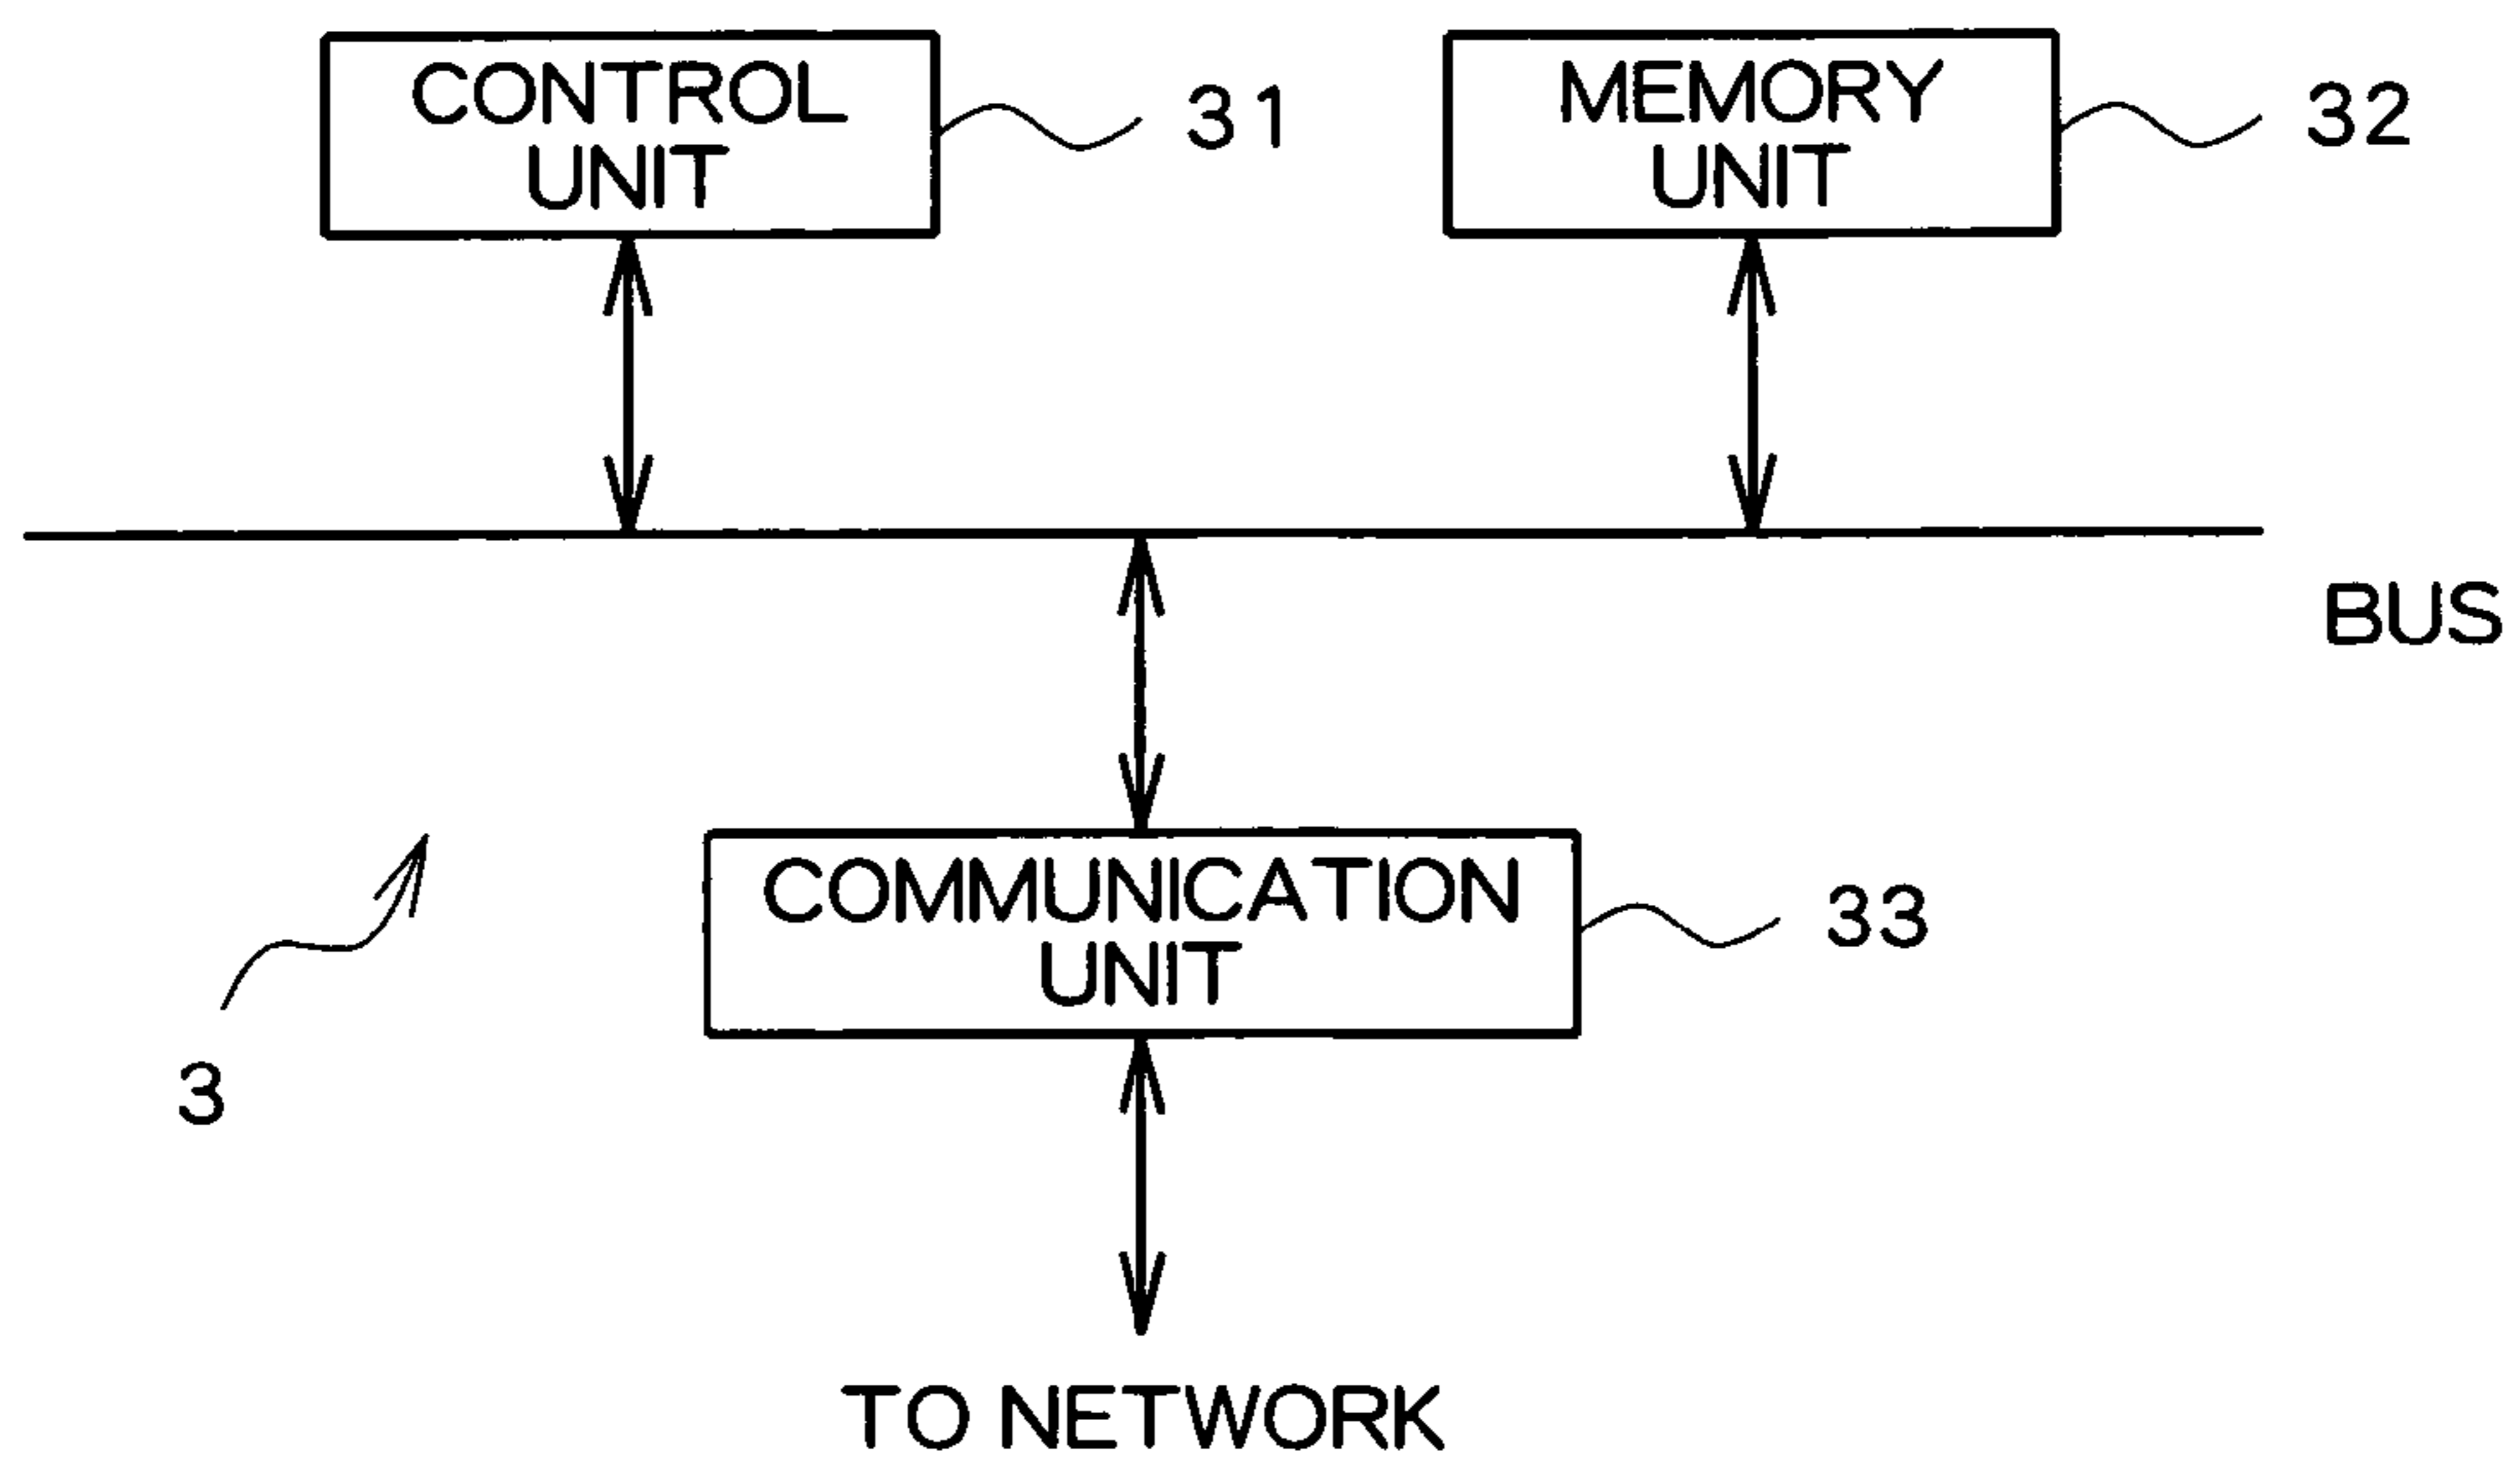 CONTROL
UNIT
31
MEMORY
UNIT
32
BUS
COMMUNICATION
UNIT
33
3
TO NETWORK